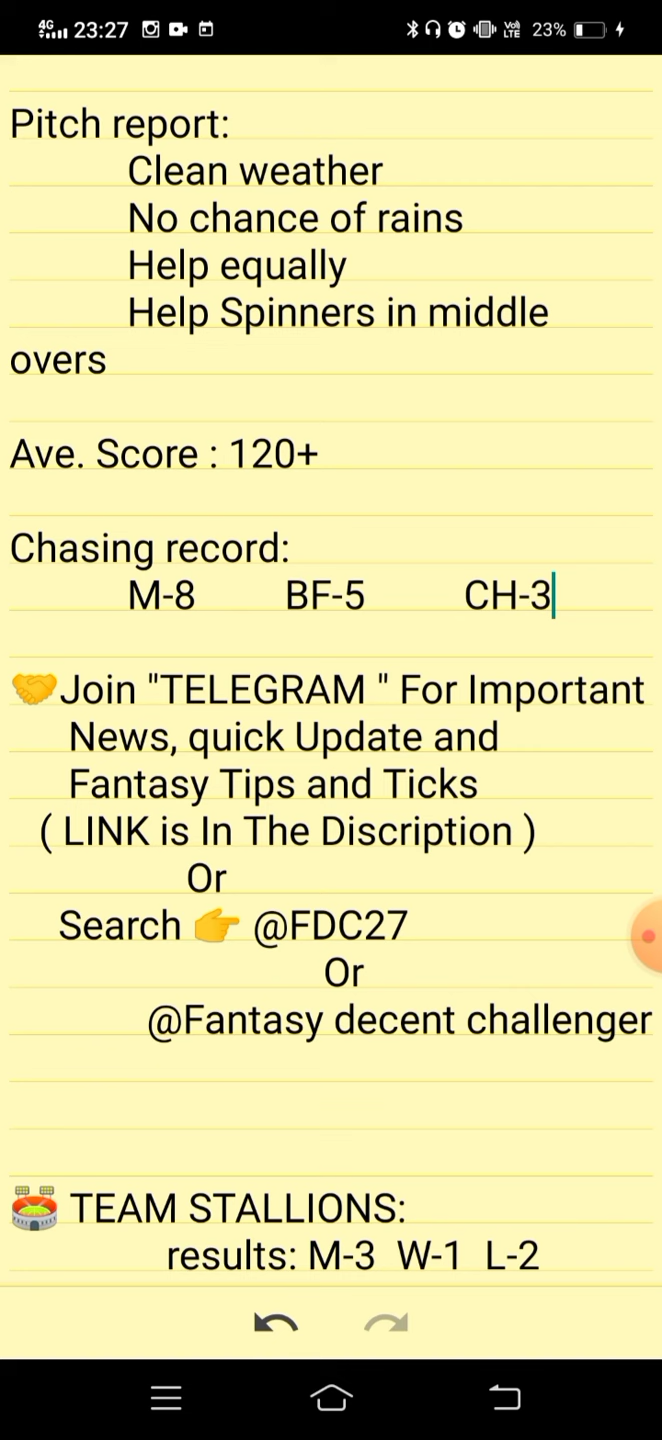 4G 23:27 Vo) LTE 23%
Pitch report:
Clean weather
No chance of rains
Help equally
Help Spinners in middle
overs
Ave. Score : 120+
Chasing record:
M-8 BF-5 CH-3
🤝Join "TELEGRAM " For Important
News, quick Update and
Fantasy Tips and Ticks
( LINK is In The Discription )
Or
Search 👉 @FDC27
Or
@Fantasy decent challenger
🏟 TEAM STALLIONS:
results: M-3 W-1 L-2